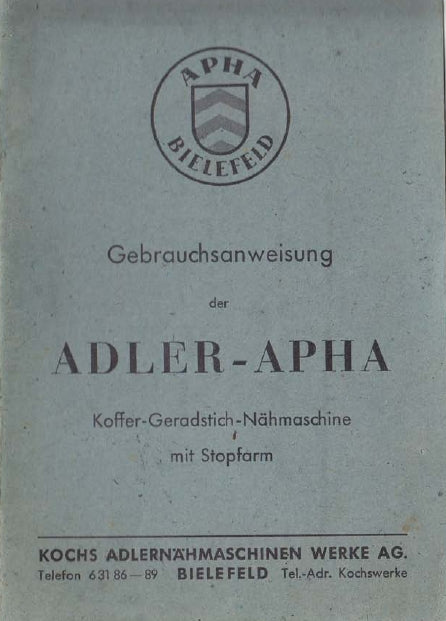 APHA
BIELEFELD
Gebrauchsanweisung
der
ADLER-APHA
Koffer-Geradstich-Nähmaschine
mit Stopfarm
KOCHS ADLERNÄHMASCHINEN WERKE AG.
Telefon 63186—89 BIELEFELD Tel.-Adr. Kochswerke